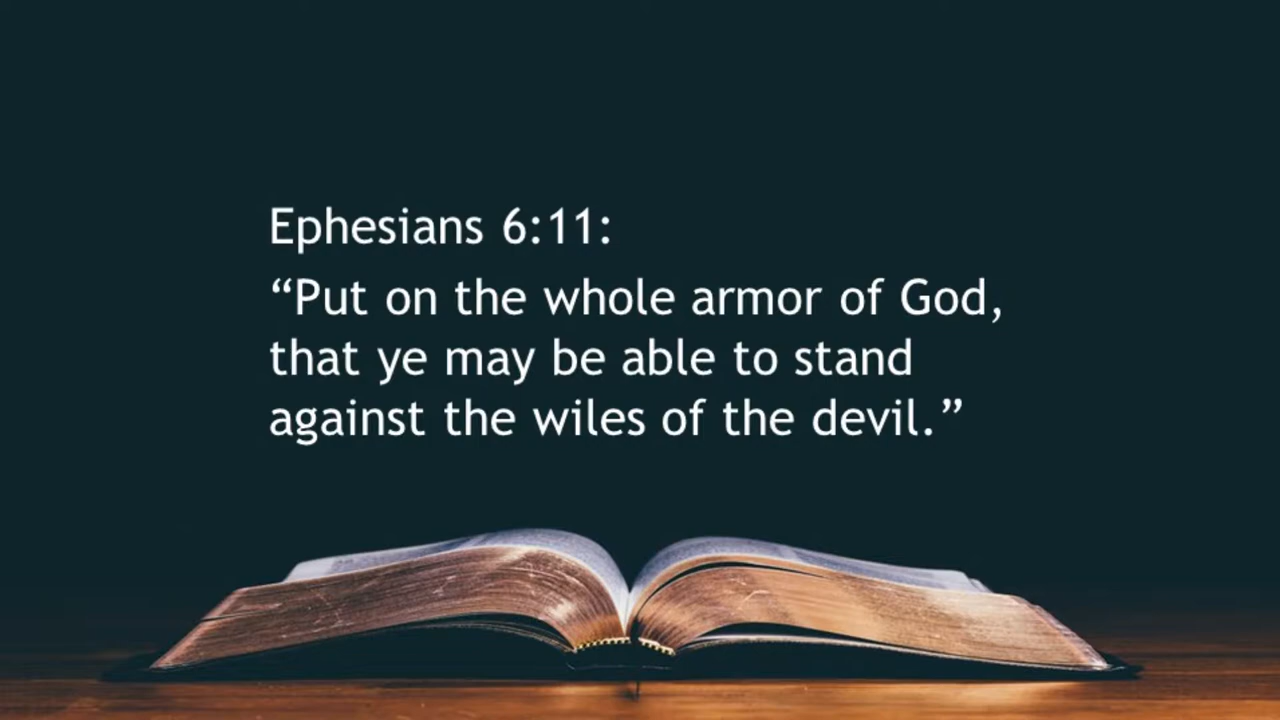 Ephesians 6:11:
“Put on the whole armor of God,
that ye may be able to stand
against the wiles of the devil.”